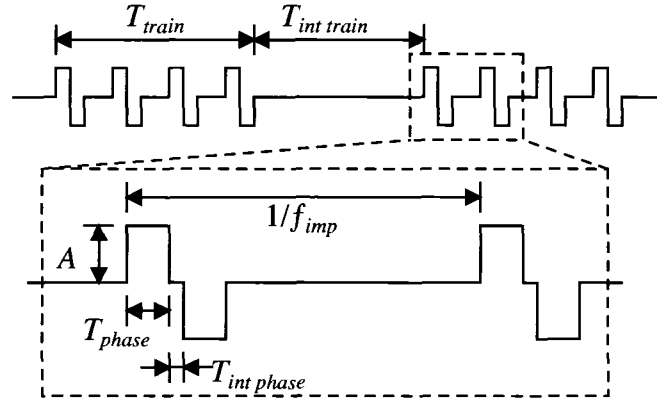 T_train
T_int train
1/f_imp
A
T_phase
T_int phase